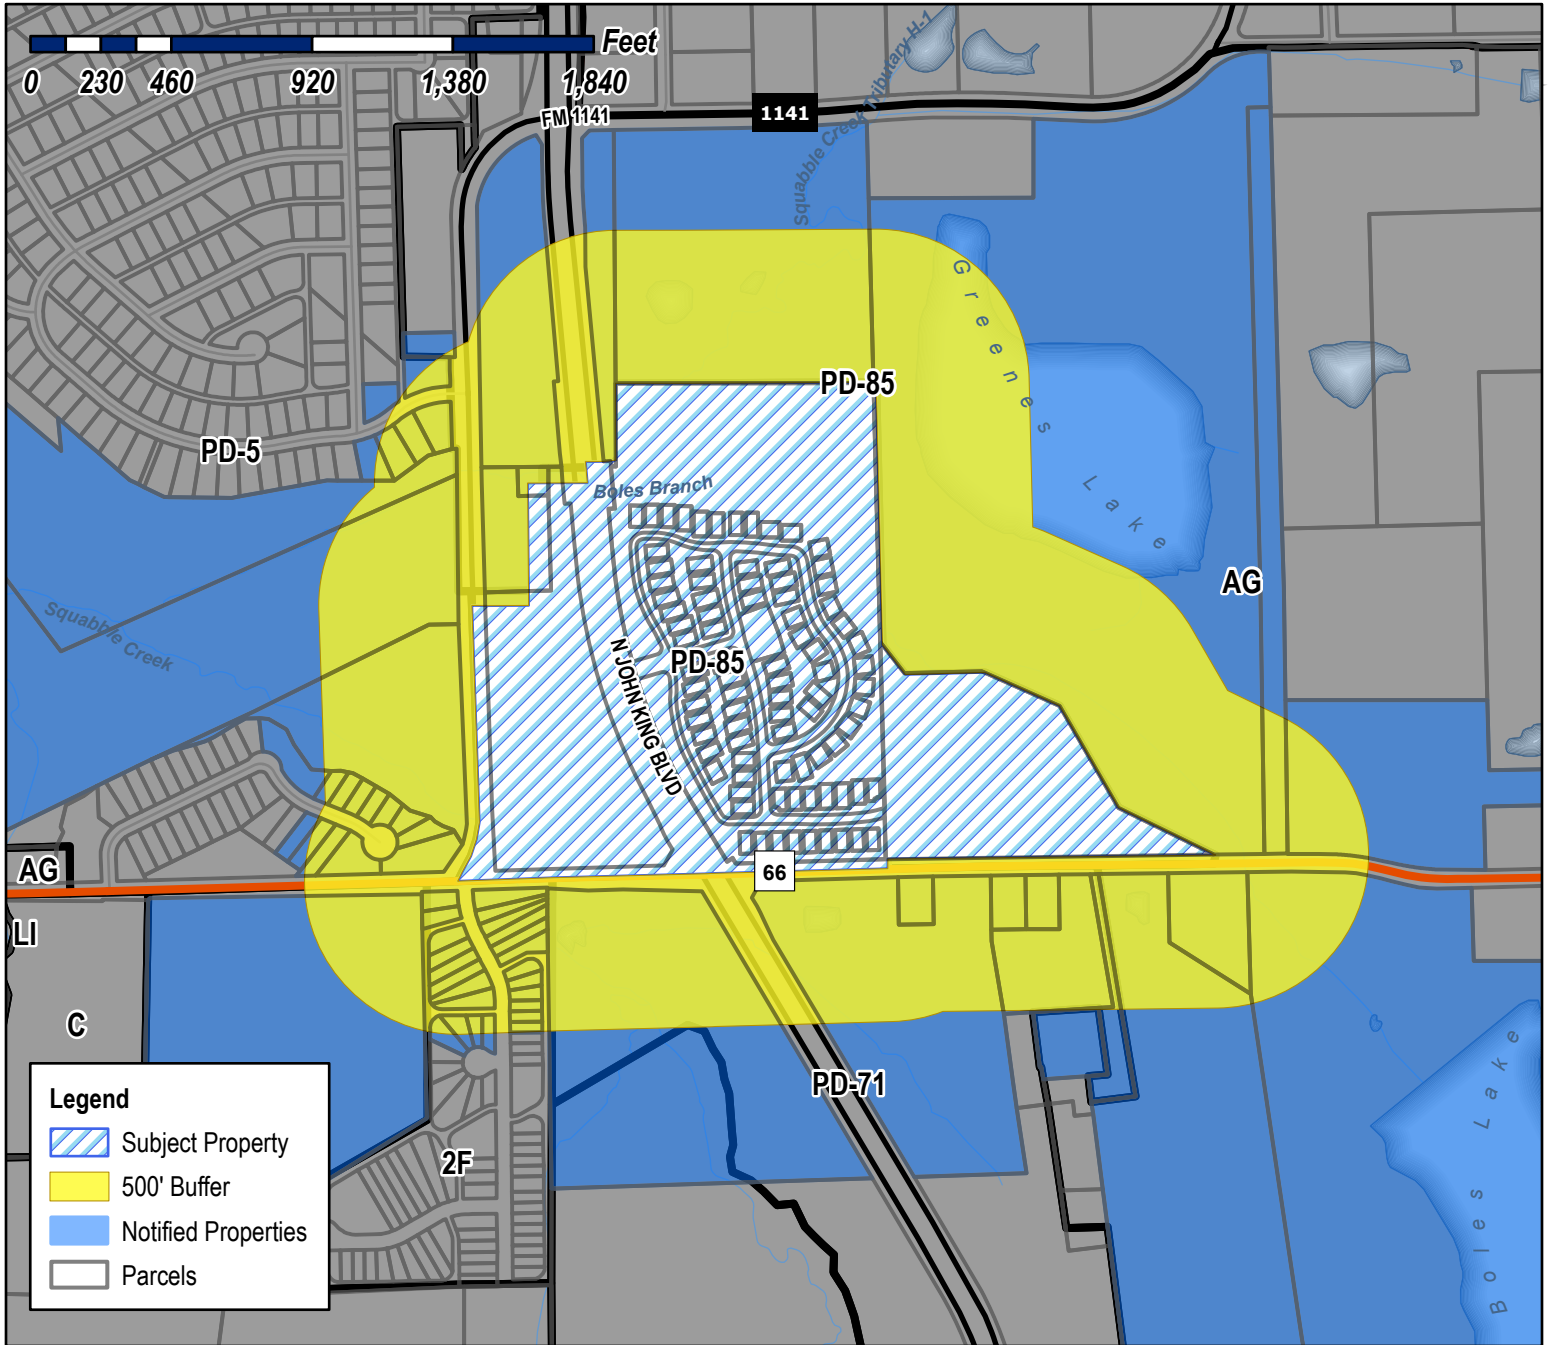 Feet
0 230 460 920 1,380 1,840
FM 1141
1141
Squabble Creek Tributary H-1
Greenes Lake
PD-85
PD-5
Boles Branch
AG
Squabble Creek
N JOHN KING BLVD
PD-85
AG
66
LI
C
PD-71
2F
Boles Lake
Legend
Subject Property
500' Buffer
Notified Properties
Parcels